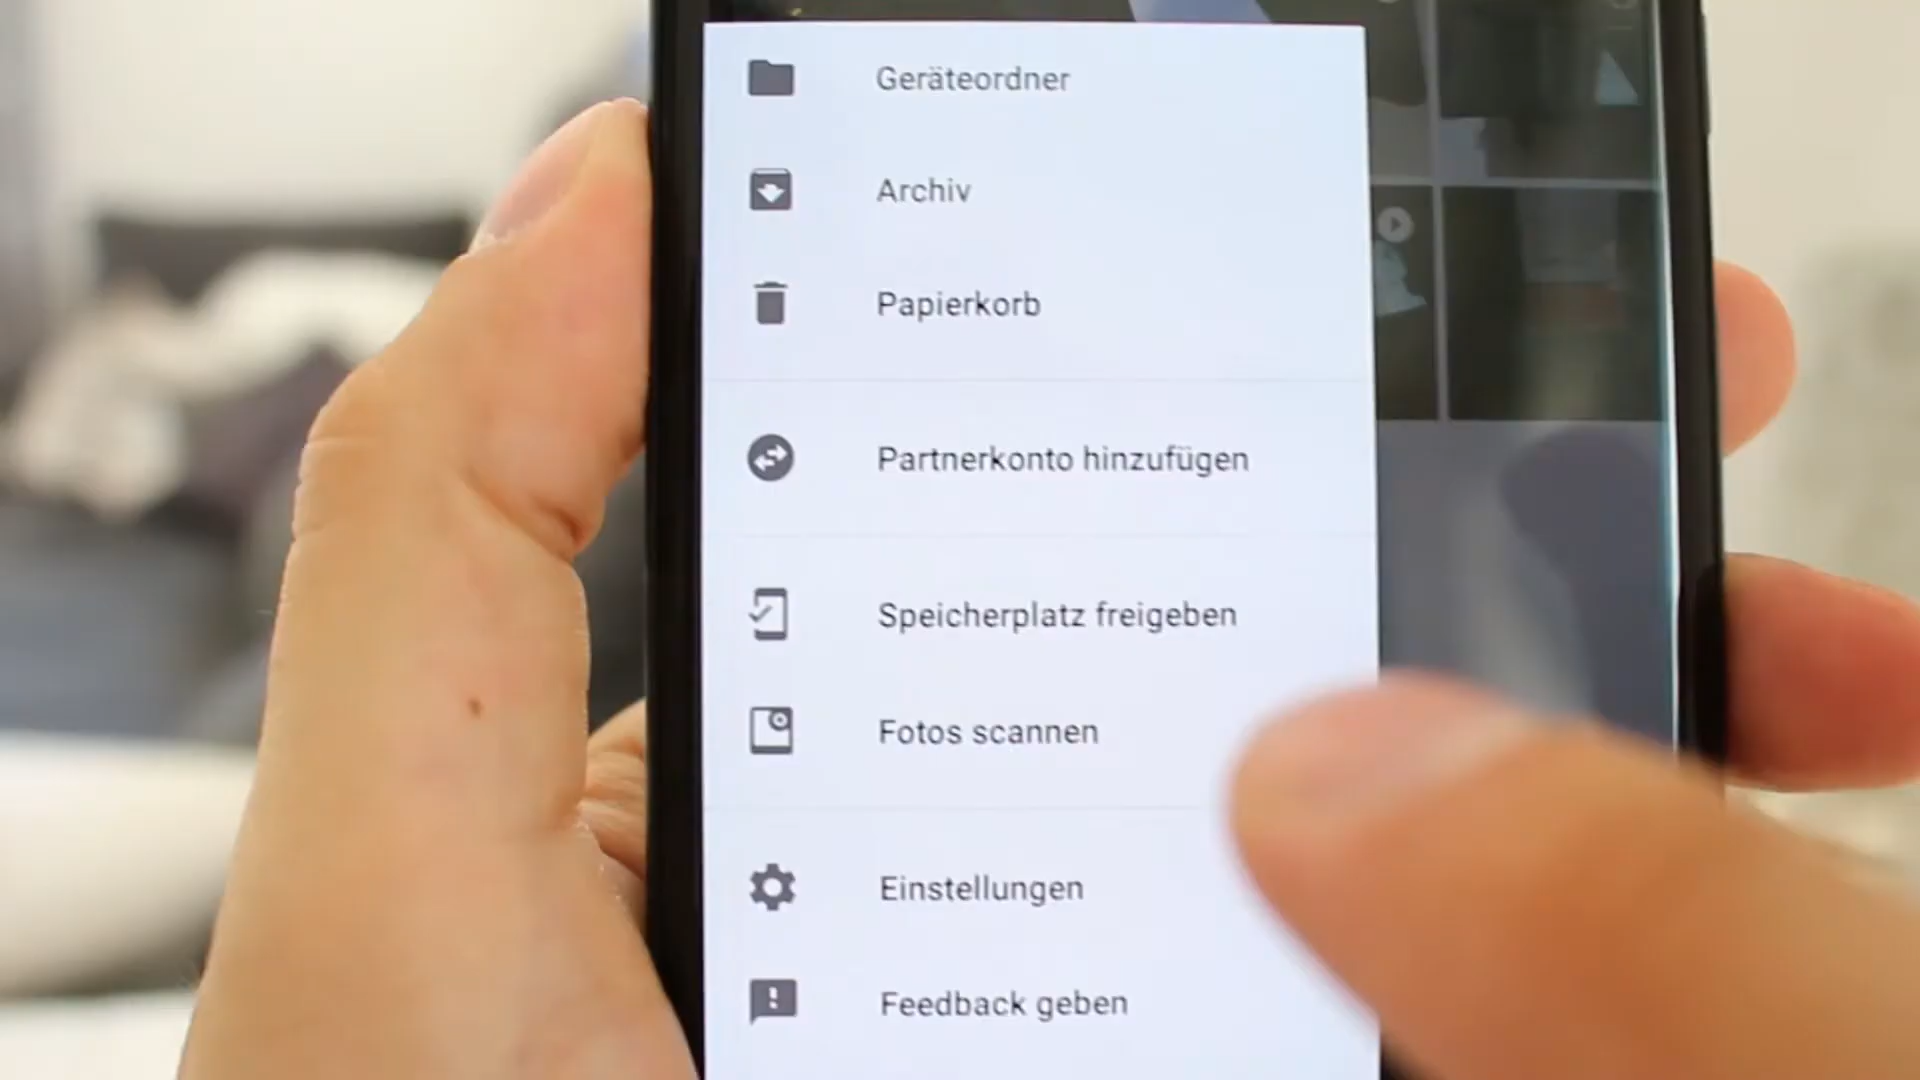 Geräteordner
Archiv
Papierkorb
Partnerkonto hinzufügen
Speicherplatz freigeben
Fotos scannen
Einstellungen
Feedback geben